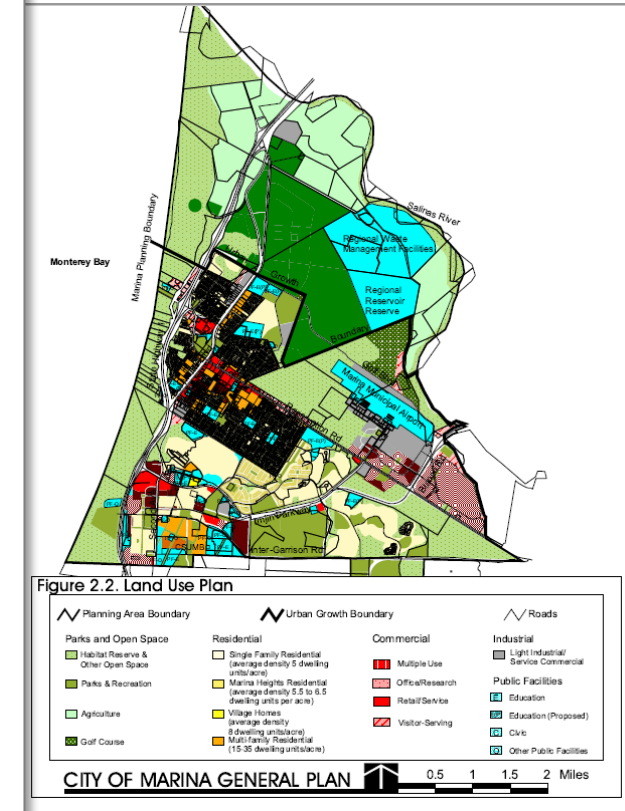 Salinas River
Marina Planning Boundary
Regional Waste
Management Facilities
Monterey Bay
Growth
Regional
Reservoir
Reserve
Boundary
Marina Municipal Airport
CSUMB
Figure 2.2. Land Use Plan
Planning Area Boundary
Urban Growth Boundary
Roads
Parks and Open Space
Habitat Reserve &
Other Open Space
Parks & Recreation
Agriculture
Golf Course
Residential
Single Family Residential
(average density 5 dwelling
units/acre)
Marina Heights Residential
(average density 5.5 to 6.5
dwelling units per acre)
Village Homes
(average density
8 dwelling units/acre)
Multi-family Residential
(15-35 dwelling units/acre)
Commercial
Multiple Use
Office/Research
Retail/Service
Visitor-Serving
Industrial
Light Industrial/
Service Commercial
Public Facilities
E Education
Education (Proposed)
C Civic
O Other Public Facilities
CITY OF MARINA GENERAL PLAN
0.5 1 1.5 2 Miles